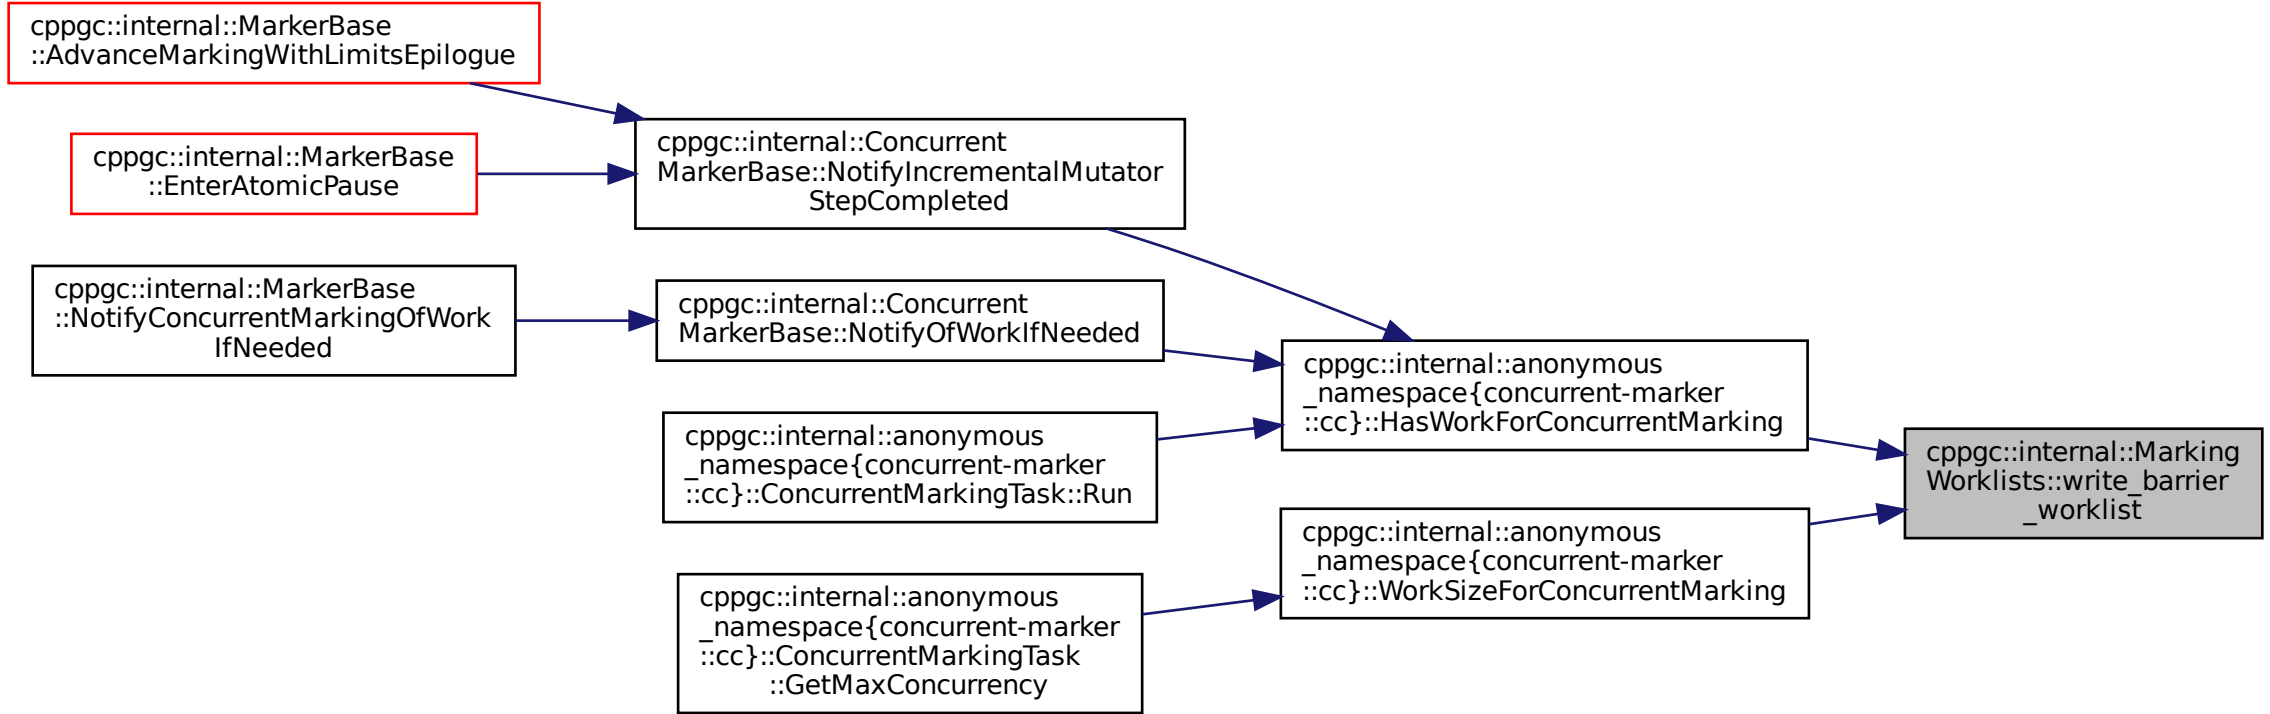 cppgc::internal::MarkerBase
::AdvanceMarkingWithLimitsEpilogue
cppgc::internal::MarkerBase
::EnterAtomicPause
cppgc::internal::MarkerBase
::NotifyConcurrentMarkingOfWork
IfNeeded
cppgc::internal::Concurrent
MarkerBase::NotifyIncrementalMutator
StepCompleted
cppgc::internal::Concurrent
MarkerBase::NotifyOfWorkIfNeeded
cppgc::internal::anonymous
_namespace{concurrent-marker
::cc}::ConcurrentMarkingTask::Run
cppgc::internal::anonymous
_namespace{concurrent-marker
::cc}::ConcurrentMarkingTask
::GetMaxConcurrency
cppgc::internal::anonymous
_namespace{concurrent-marker
::cc}::HasWorkForConcurrentMarking
cppgc::internal::anonymous
_namespace{concurrent-marker
::cc}::WorkSizeForConcurrentMarking
cppgc::internal::Marking
Worklists::write_barrier
_worklist